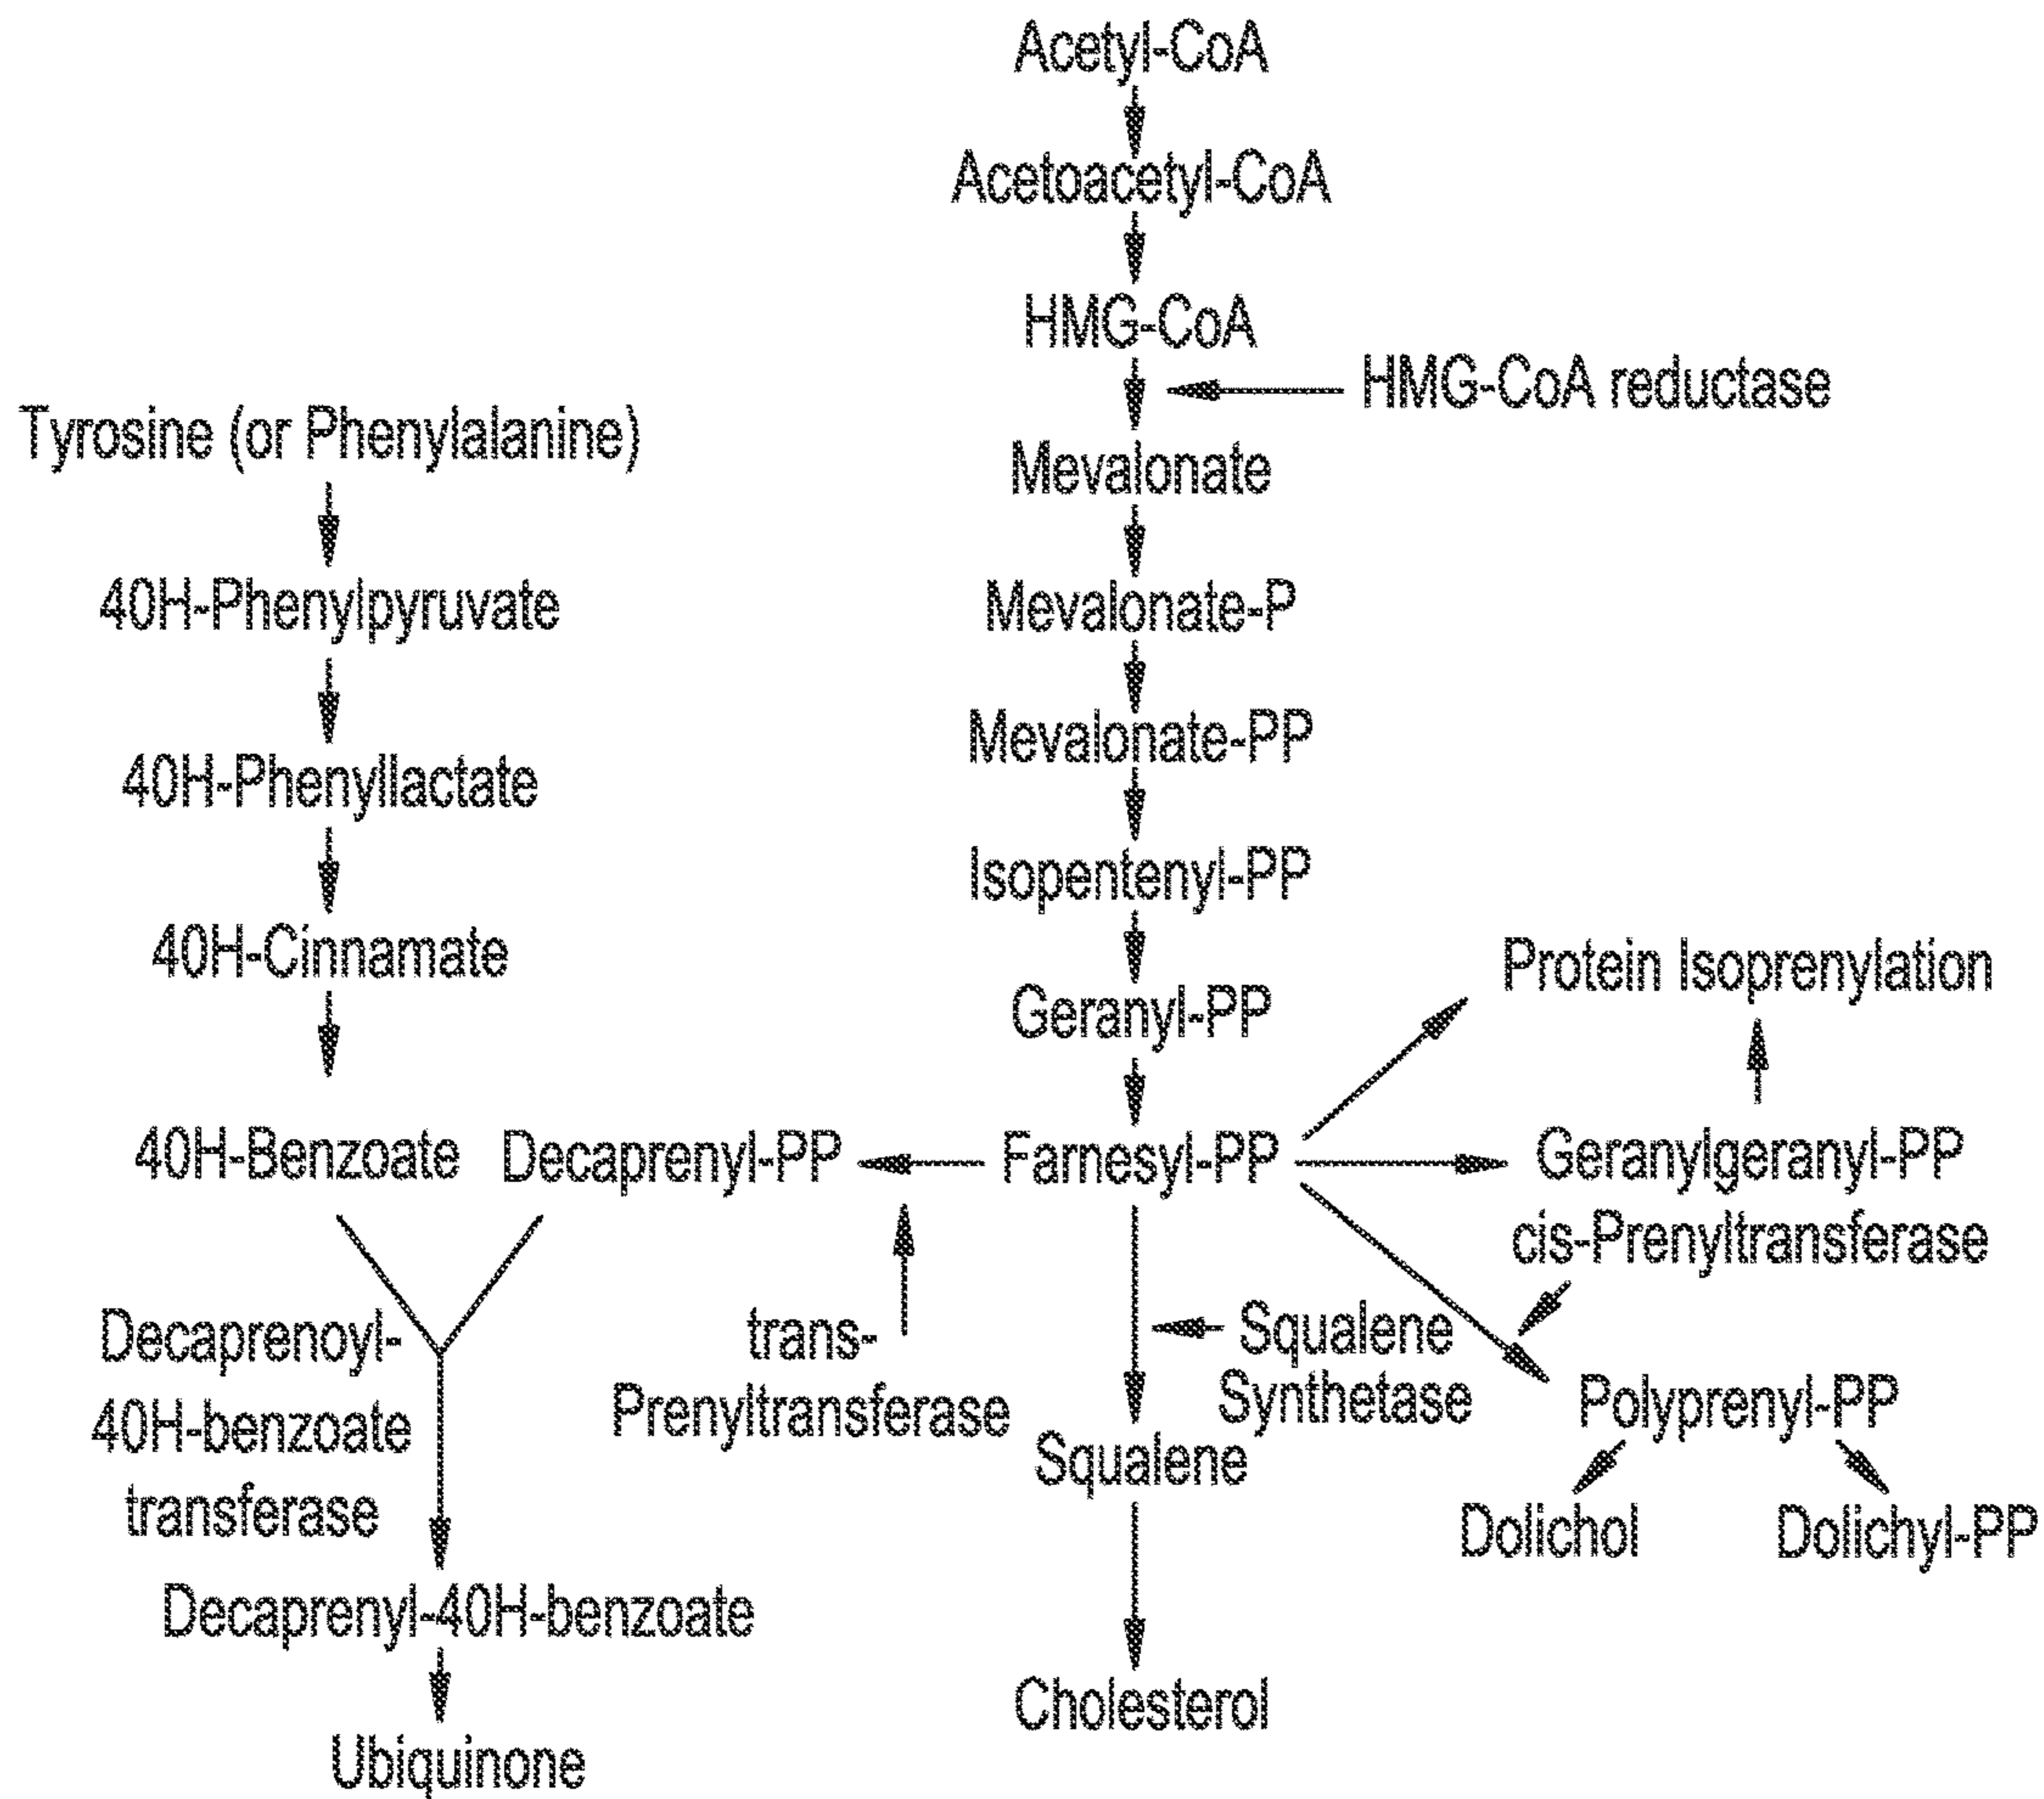 Acetyl-CoA
Acetoacetyl-CoA
HMG-CoA
HMG-CoA reductase
Tyrosine (or Phenylalanine)
Mevalonate
40H-Phenylpyruvate
Mevalonate-P
Mevalonate-PP
40H-Phenyllactate
Isopentenyl-PP
40H-Cinnamate
Protein Isoprenylation
Geranyl-PP
40H-Benzoate
Decaprenyl-PP
Farnesyl-PP
Geranylgeranyl-PP
cis-Prenyltransferase
Decaprenoyl-
40H-benzoate
transferase
trans-
Prenyltransferase
Squalene
Synthetase
Polyprenyl-PP
Squalene
Dolichol
Dolichyl-PP
Decaprenyl-40H-benzoate
Cholesterol
Ubiquinone